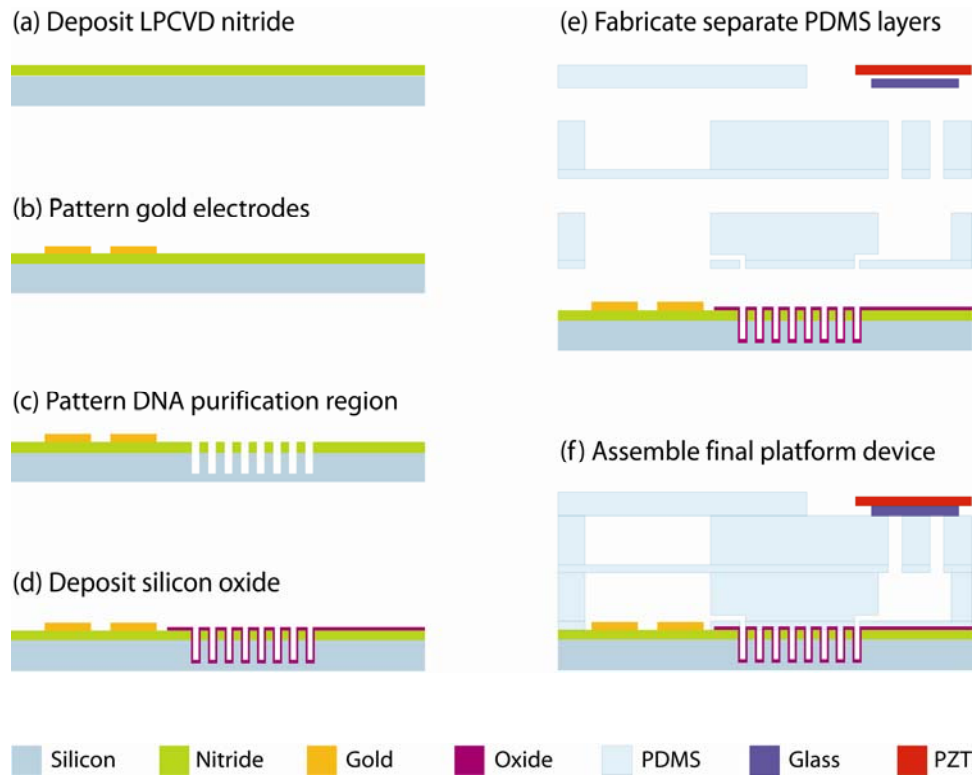 (a) Deposit LPCVD nitride
(b) Pattern gold electrodes
(c) Pattern DNA purification region
(d) Deposit silicon oxide
(e) Fabricate separate PDMS layers
(f) Assemble final platform device
Silicon Nitride Gold Oxide PDMS Glass PZT